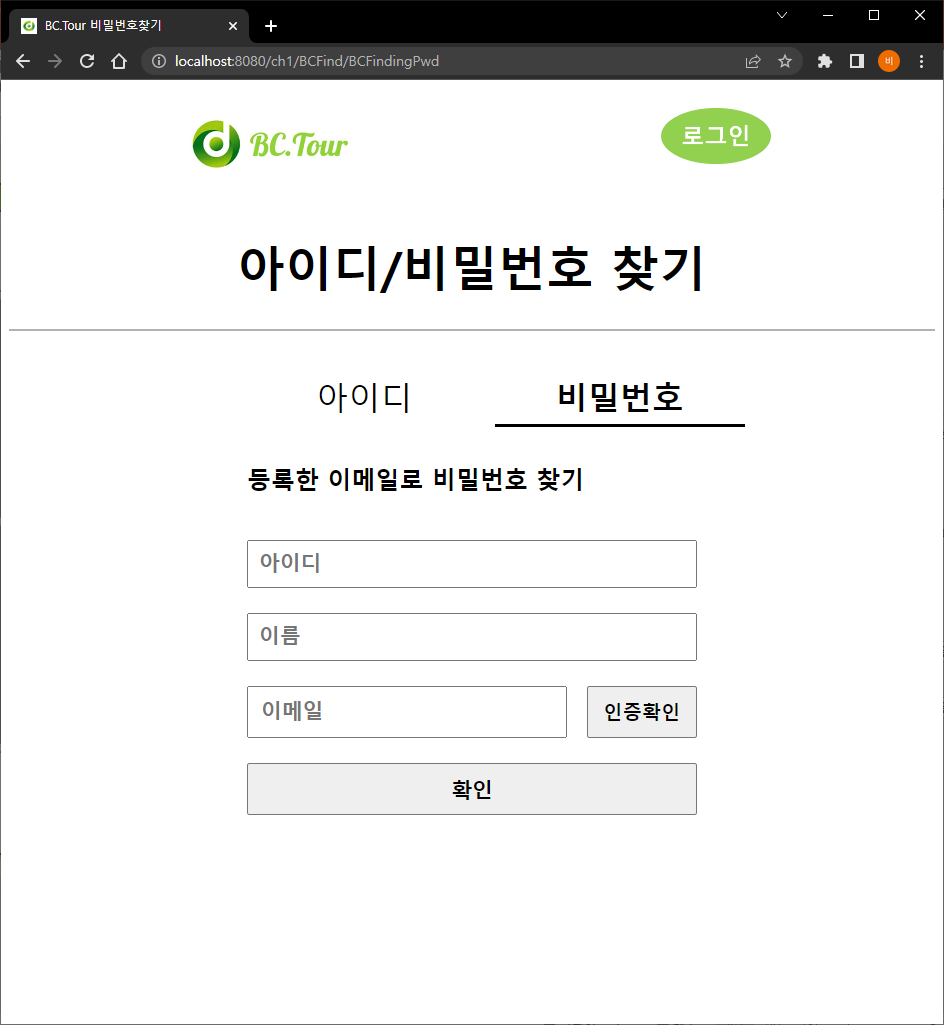 BC.Tour 비밀번호찾기
localhost:8080/ch1/BCFind/BCFindingPwd
비
BC.Tour
로그인
아이디/비밀번호 찾기
아이디
비밀번호
등록한 이메일로 비밀번호 찾기
아이디
이름
이메일
인증확인
확인